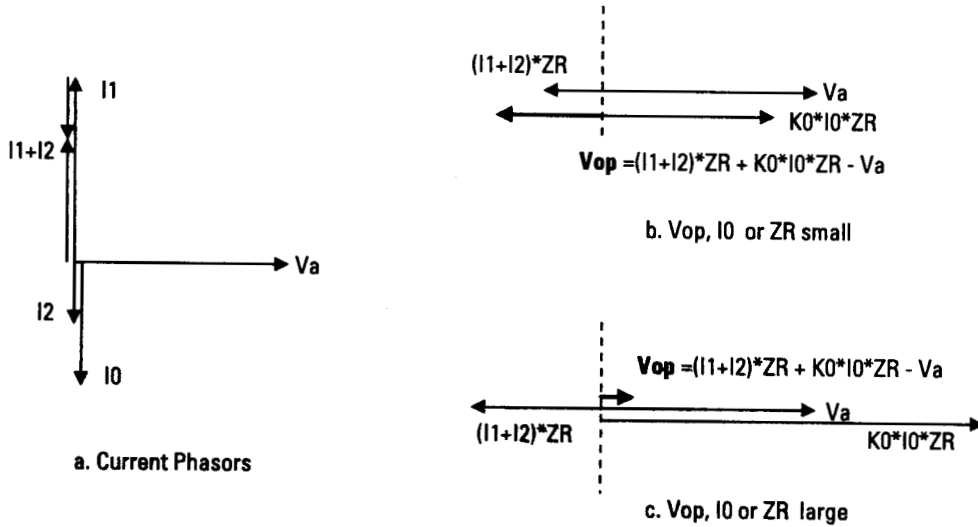 I1
I1+I2
Va
I2
I0
a. Current Phasors
(I1+I2)*ZR
Va
K0*I0*ZR
Vop =(I1+I2)*ZR + K0*I0*ZR - Va
b. Vop, I0 or ZR small
Vop =(I1+I2)*ZR + K0*I0*ZR - Va
Va
(I1+I2)*ZR
K0*I0*ZR
c. Vop, I0 or ZR large